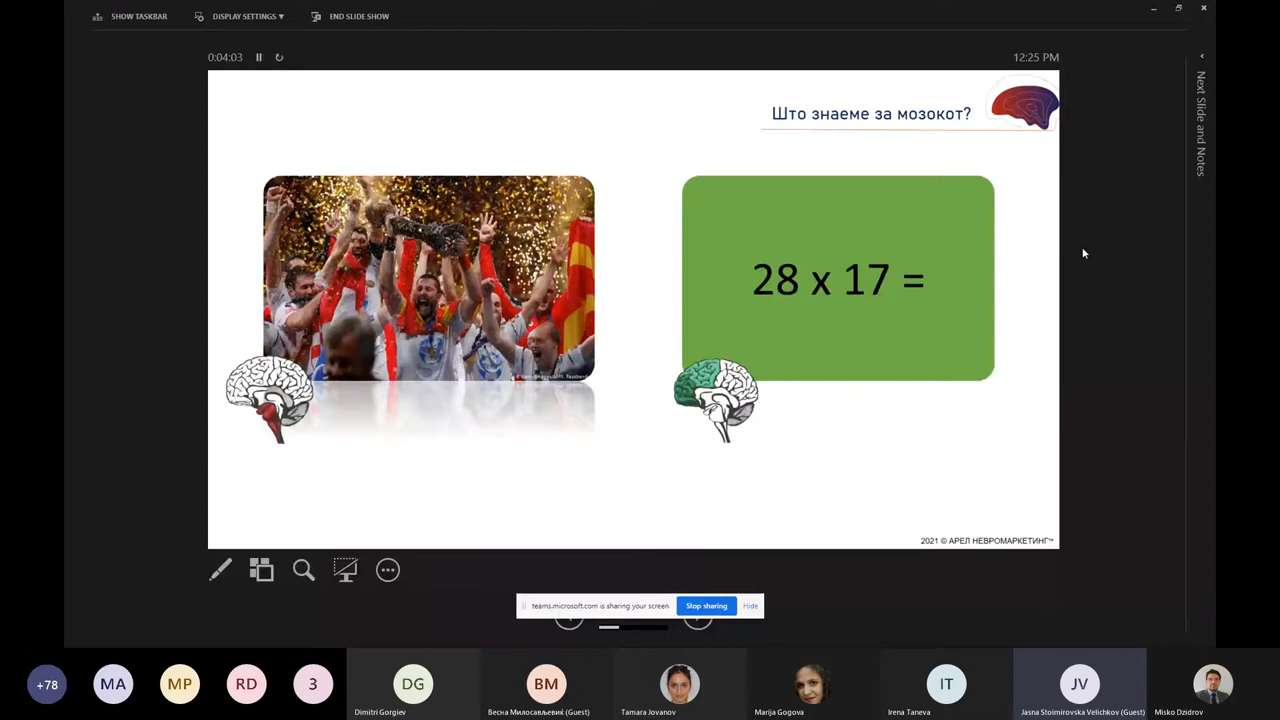 SHOW TASKBAR
DISPLAY SETTINGS ▾
END SLIDE SHOW
0:04:03
12:25 PM
Што знаеме за мозокот?
28 x 17 =
2021 © АРЕЛ НЕВРОМАРКЕТИНГ™
Next Slide and Notes
teams.microsoft.com is sharing your screen.
Stop sharing
Hide
+78
MA
MP
RD
3
DG
BM
IT
JV
Dimitri Gorgiev
Весна Милосављевиќ (Guest)
Tamara Jovanov
Marija Gogova
Irena Taneva
Jasna Stoimirovska Velichkov (Guest)
Misko Dzidrov